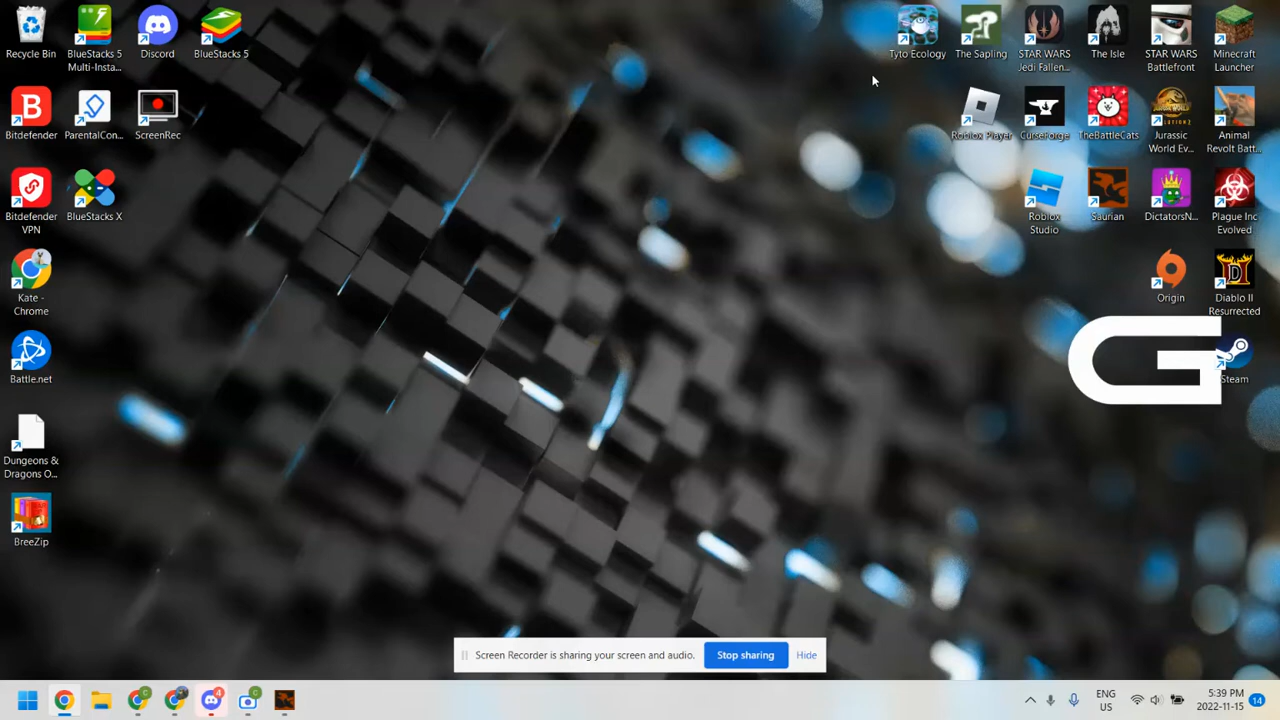 Recycle Bin
BlueStacks 5
Multi-Insta...
Discord
BlueStacks 5
Tyto Ecology
The Sapling
STAR WARS
Jedi Fallen...
The Isle
STAR WARS
Battlefront
Minecraft
Launcher
Bitdefender
ParentalCon...
ScreenRec
Roblox Player
CurseForge
TheBattleCats
Jurassic
World Ev...
Animal
Revolt Batt...
Bitdefender
VPN
BlueStacks X
Roblox
Studio
Saurian
DictatorsN...
Plague Inc
Evolved
Kate -
Chrome
Origin
Diablo II
Resurrected
Battle.net
G
Steam
Dungeons &
Dragons O...
BreeZip
Screen Recorder is sharing your screen and audio.
Stop sharing
Hide
ENG
US
5:39 PM
2022-11-15
14